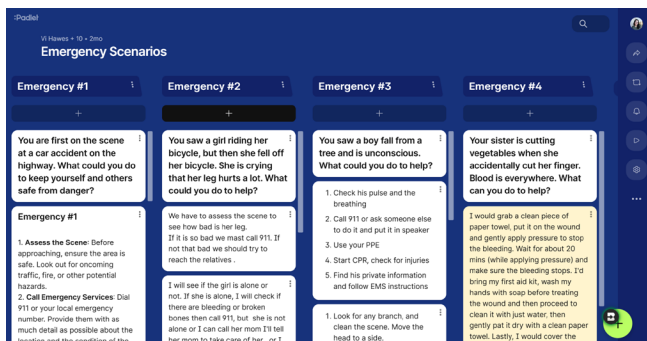 :Padlet
Vi Hawes + 10 • 2mo
Emergency Scenarios
Emergency #1
You are first on the scene
at a car accident on the
highway. What could you do
to keep yourself and others
safe from danger?
Emergency #1
1. Assess the Scene: Before
approaching, ensure the area is
safe. Look out for oncoming
traffic, fire, or other potential
hazards.
2. Call Emergency Services: Dial
911 or your local emergency
number. Provide them with as
much detail as possible about the
location and the condition of the
Emergency #2
You saw a girl riding her
bicycle, but then she fell off
her bicycle. She is crying
that her leg hurts a lot. What
could you do to help?
We have to assess the scene to
see how bad is her leg.
If it is so bad we mast call 911. If
not that bad we should try to
reach the relatives .
I will see if the girl is alone or
not. If she is alone, I will check if
there are bleeding or broken
bones then call 911, but she is not
alone or I can call her mom I'll tell
her mom to take care of her, or I
Emergency #3
You saw a boy fall from a
tree and is unconscious.
What could you do to help?
1. Check his pulse and the
breathing
2. Call 911 or ask someone else
to do it and put it in speaker
3. Use your PPE
4. Start CPR, check for injuries
5. Find his private information
and follow EMS instructions
1. Look for any branch, and
clean the scene. Move the
head to a side.
Emergency #4
Your sister is cutting
vegetables when she
accidentally cut her finger.
Blood is everywhere. What
can you do to help?
I would grab a clean piece of
paper towel, put it on the wound
and gently apply pressure to stop
the bleeding. Wait for about 20
mins (while applying pressure) and
make sure the bleeding stops. I'd
bring my first aid kit, wash my
hands with soap before treating
the wound and then proceed to
clean it with just water, then
gently pat it dry with a clean paper
towel. Lastly, I would cover the